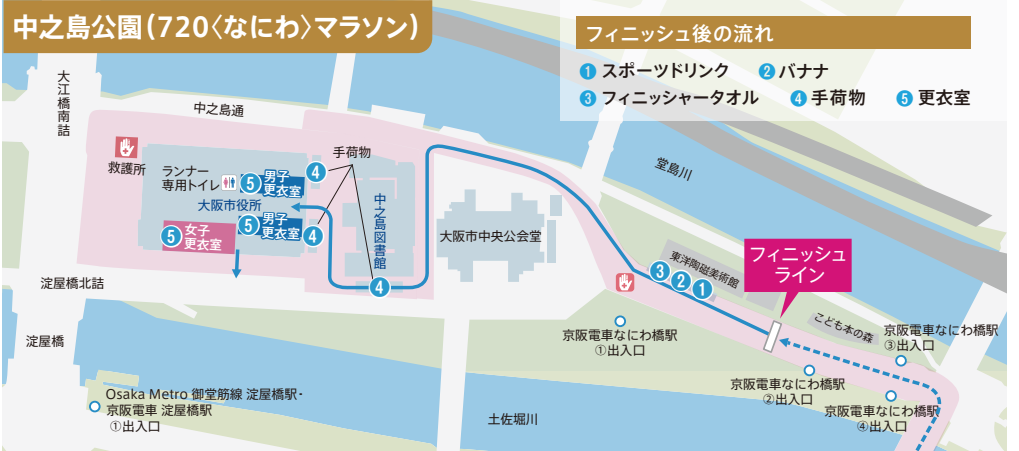 中之島公園(720〈なにわ〉マラソン)
フィニッシュ後の流れ
1 スポーツドリンク 2 バナナ
3 フィニッシャータオル 4 手荷物 5 更衣室
大江橋南詰
中之島通
救護所
ランナー
専用トイレ
5 男子
更衣室
大阪市役所
5 男子
更衣室
5 女子
更衣室
手荷物
4
4
4
中之島図書館
大阪市中央公会堂
堂島川
東洋陶磁美術館
3 2 1
フィニッシュ
ライン
こども本の森
京阪電車なにわ橋駅
①出入口
京阪電車なにわ橋駅
③出入口
京阪電車なにわ橋駅
②出入口
京阪電車なにわ橋駅
④出入口
淀屋橋北詰
淀屋橋
Osaka Metro 御堂筋線 淀屋橋駅・
京阪電車 淀屋橋駅
①出入口
土佐堀川